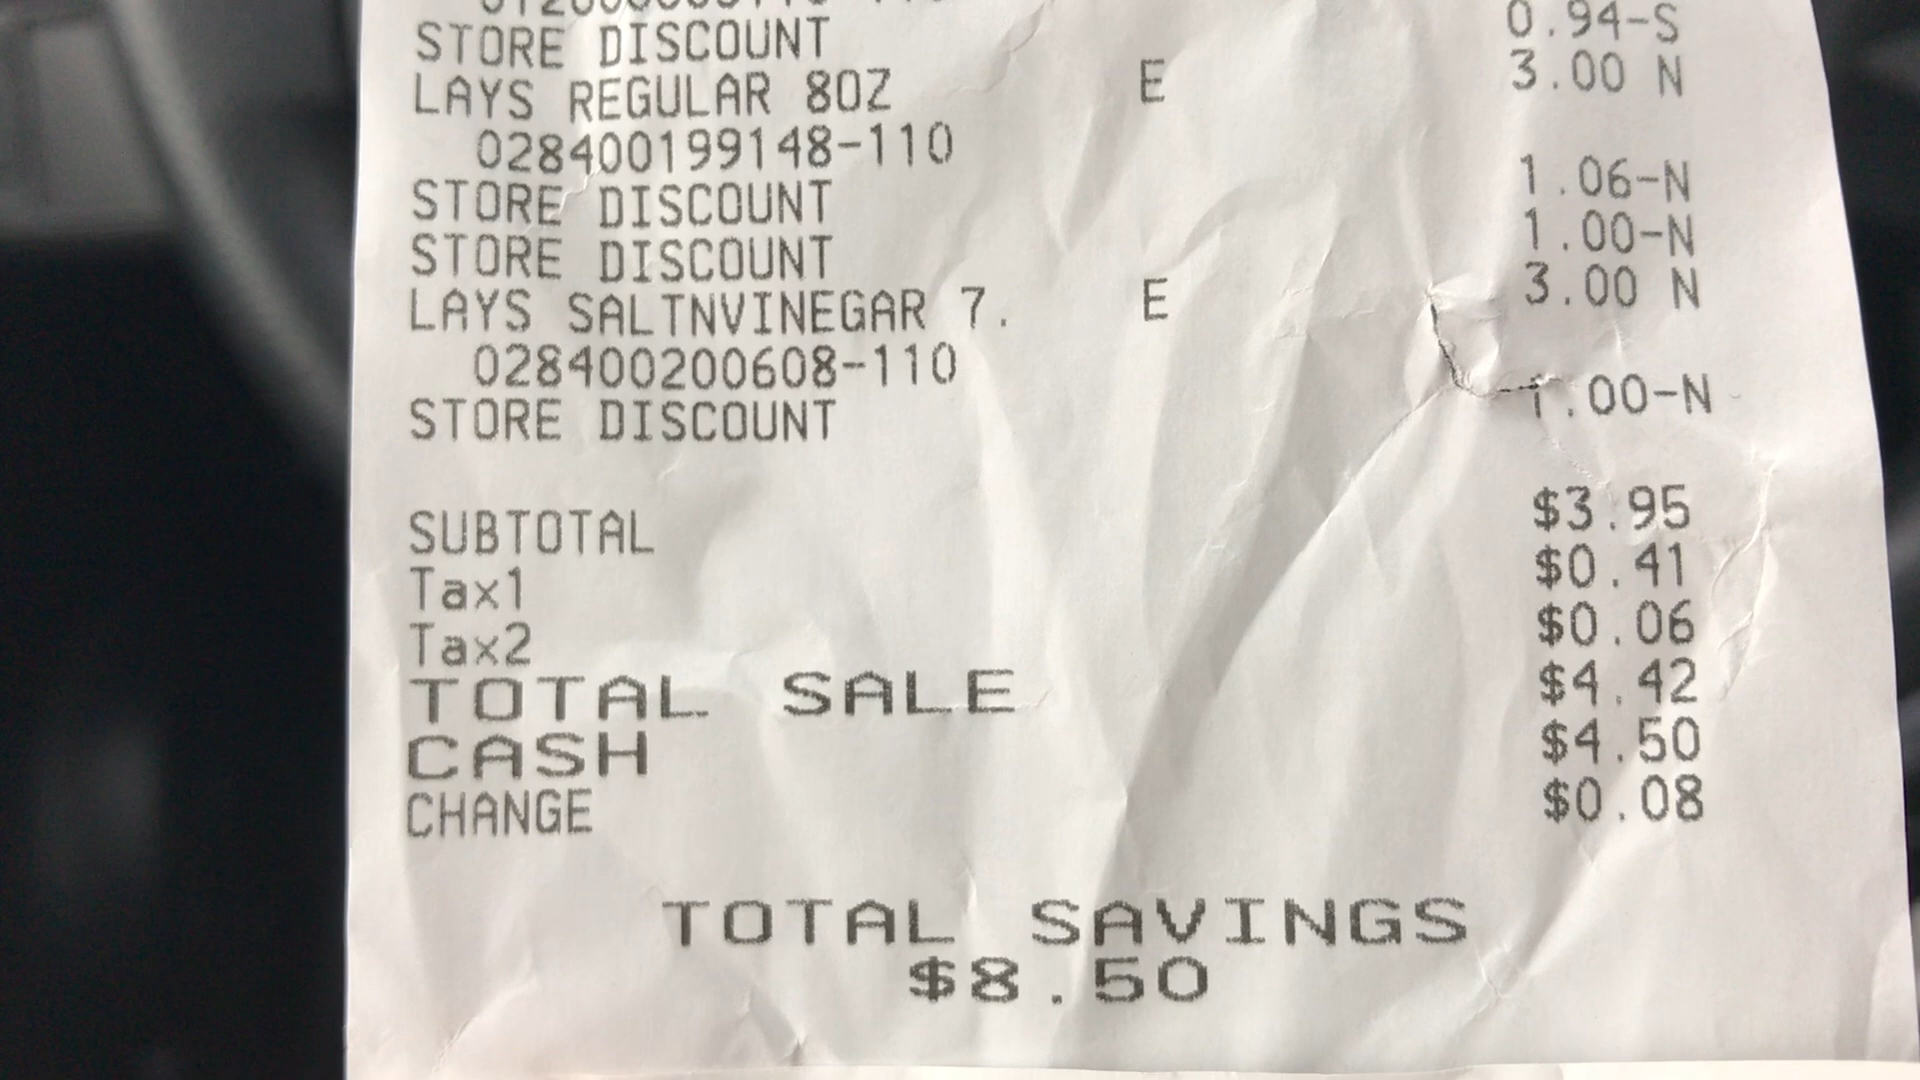 STORE DISCOUNT 0.94-S
LAYS REGULAR 8OZ E 3.00 N
028400199148-110
STORE DISCOUNT 1.06-N
STORE DISCOUNT 1.00-N
LAYS SALTNVINEGAR 7. E 3.00 N
028400200608-110
STORE DISCOUNT 1.00-N
SUBTOTAL $3.95
Tax1 $0.41
Tax2 $0.06
TOTAL SALE $4.42
CASH $4.50
CHANGE $0.08
TOTAL SAVINGS
$8.50